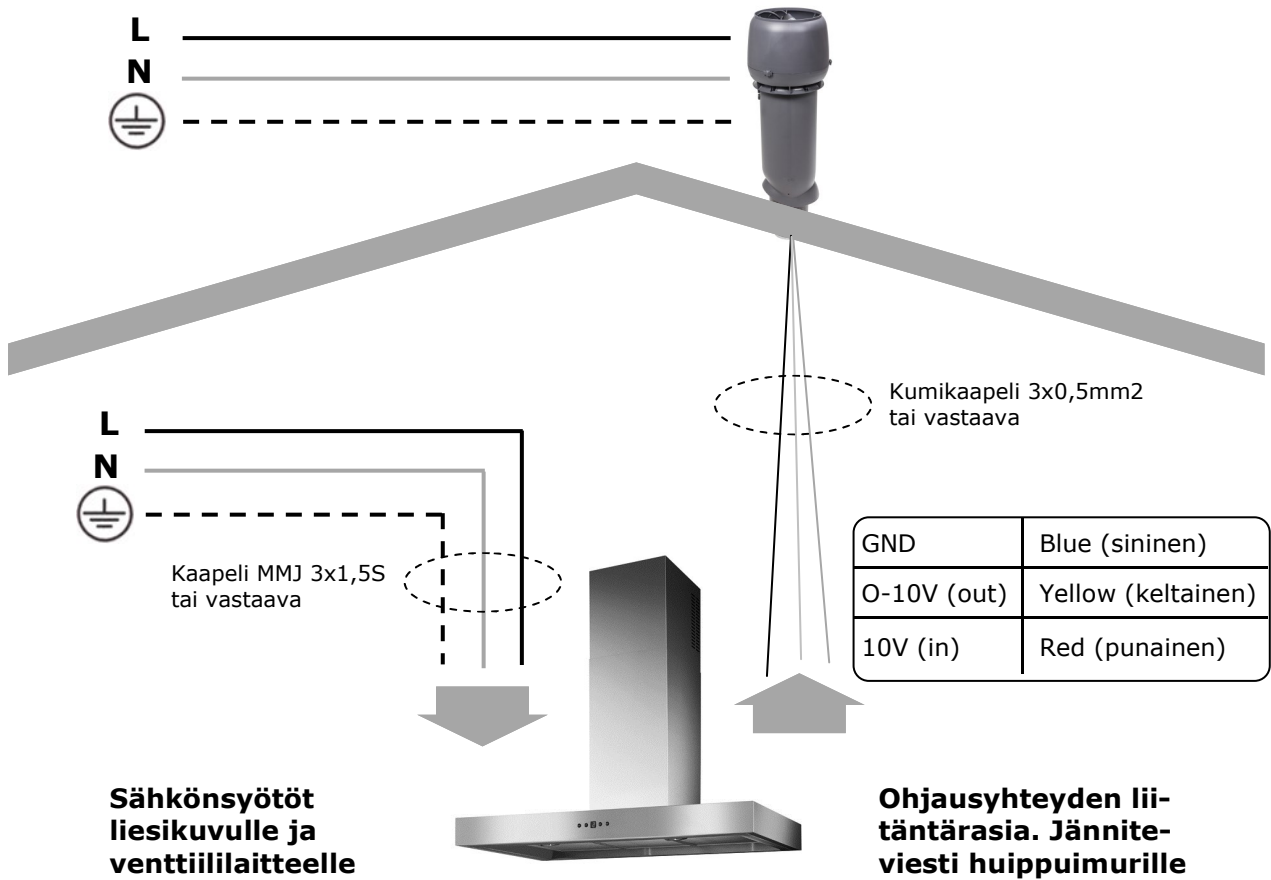 L
N
Kumikaapeli 3x0,5mm2
tai vastaava
L
N
Kaapeli MMJ 3x1,5S
tai vastaava
GND Blue (sininen)
O-10V (out) Yellow (keltainen)
10V (in) Red (punainen)
Sähkönsyötöt
liesikuvulle ja
venttiililaitteelle
Ohjausyhteyden lii-
täntärasia. Jännite-
viesti huippuimurille